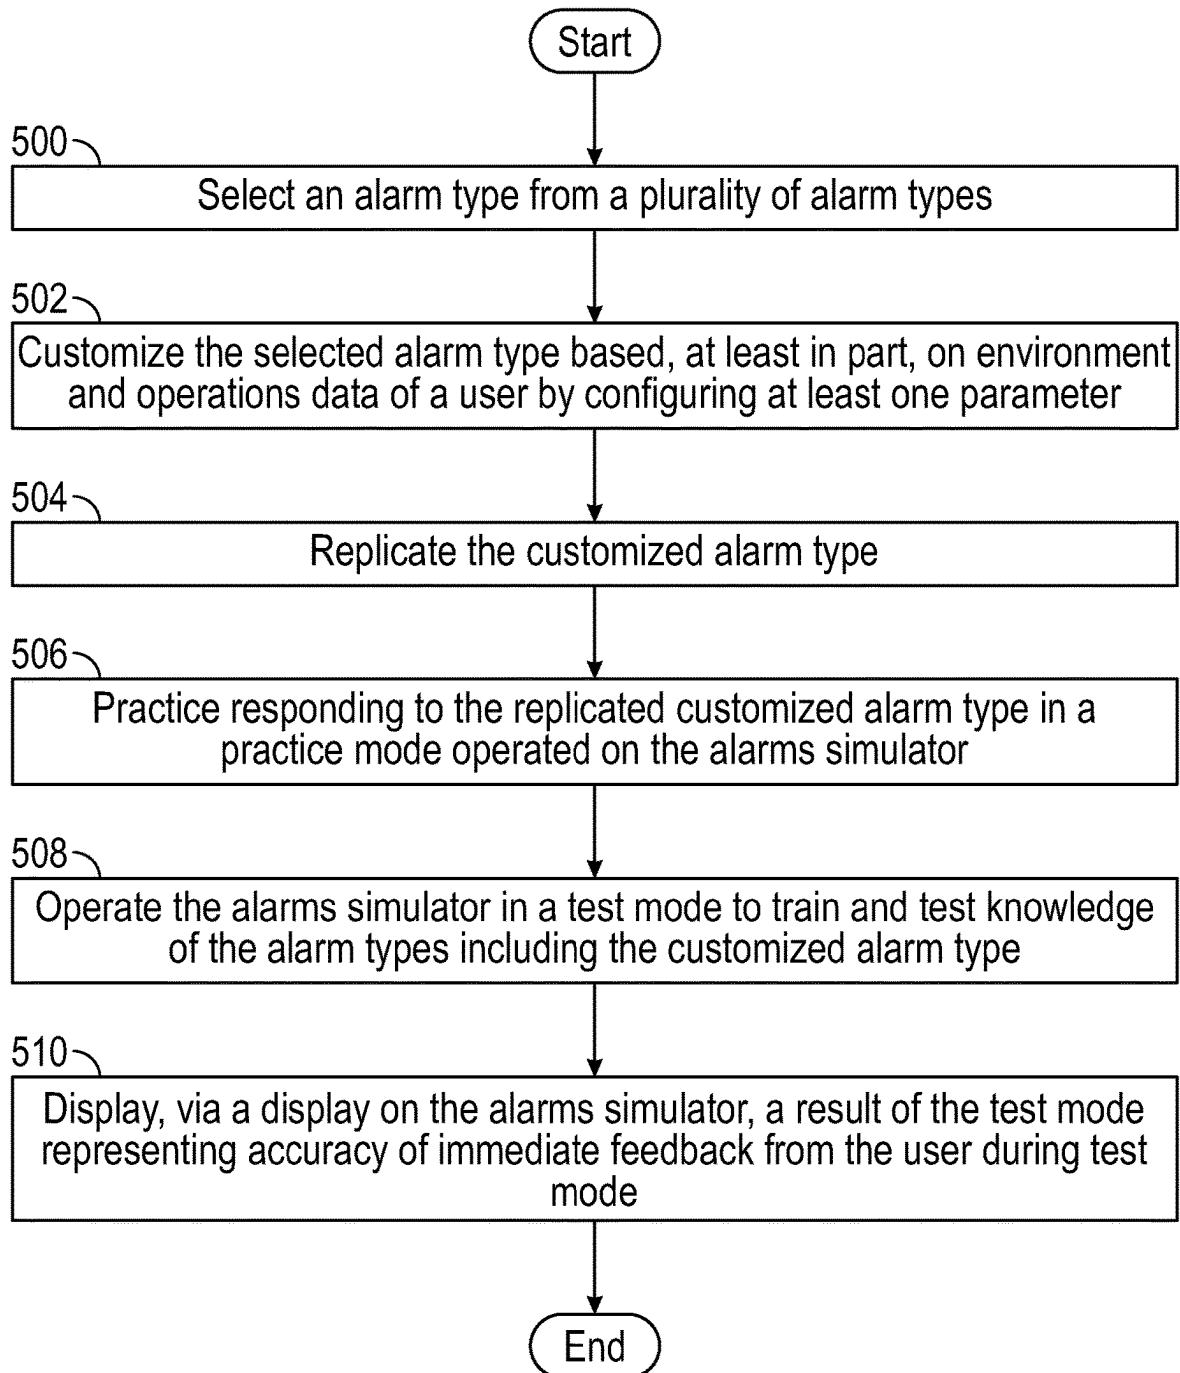 Start
500
Select an alarm type from a plurality of alarm types
502
Customize the selected alarm type based, at least in part, on environment
and operations data of a user by configuring at least one parameter
504
Replicate the customized alarm type
506
Practice responding to the replicated customized alarm type in a
practice mode operated on the alarms simulator
508
Operate the alarms simulator in a test mode to train and test knowledge
of the alarm types including the customized alarm type
510
Display, via a display on the alarms simulator, a result of the test mode
representing accuracy of immediate feedback from the user during test
mode
End